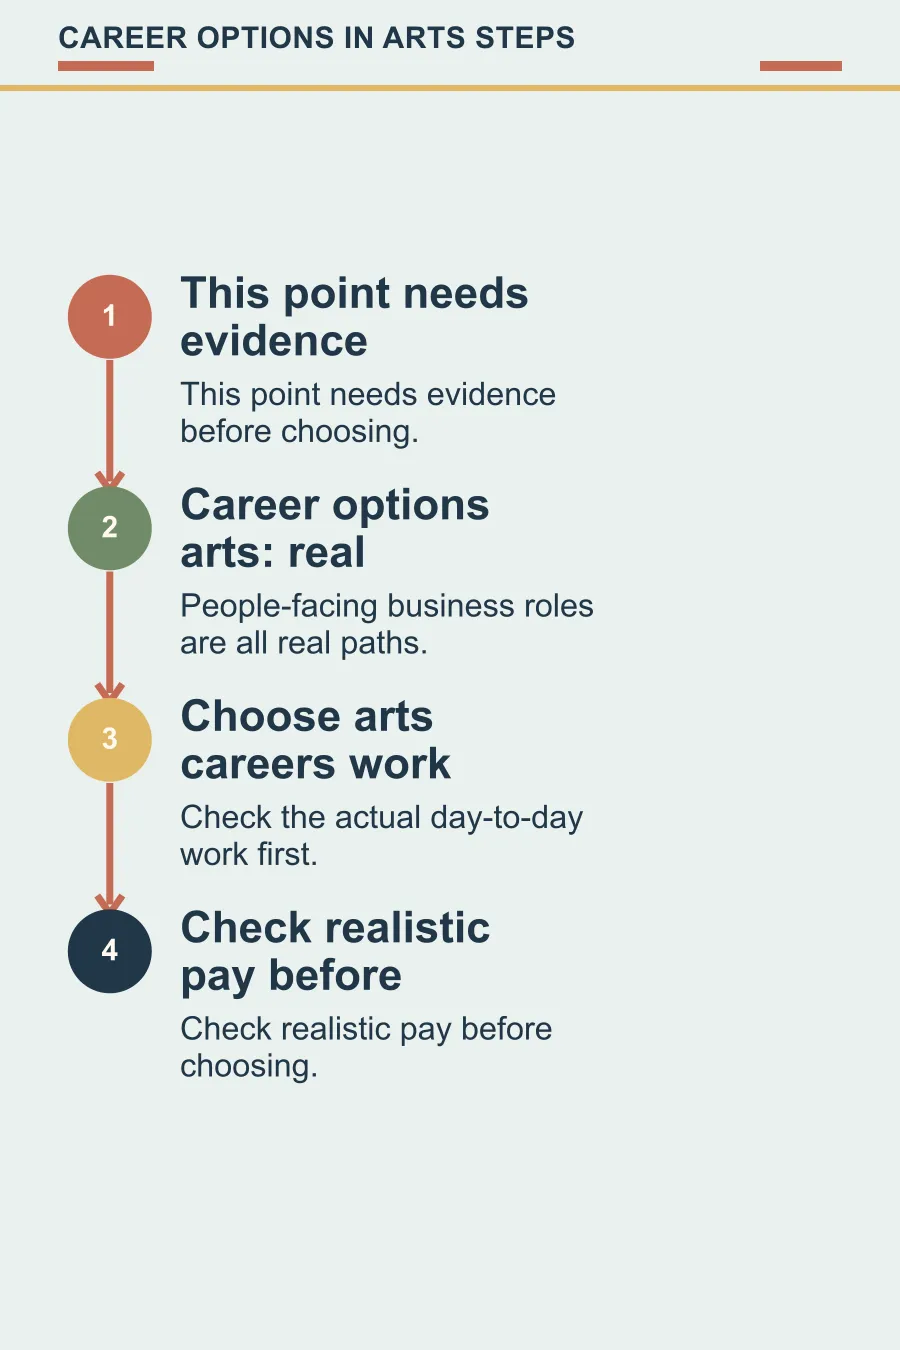 CAREER OPTIONS IN ARTS STEPS
1
This point needs
evidence
This point needs evidence
before choosing.
2
Career options
arts: real
People-facing business roles
are all real paths.
3
Choose arts
careers work
Check the actual day-to-day
work first.
4
Check realistic
pay before
Check realistic pay before
choosing.